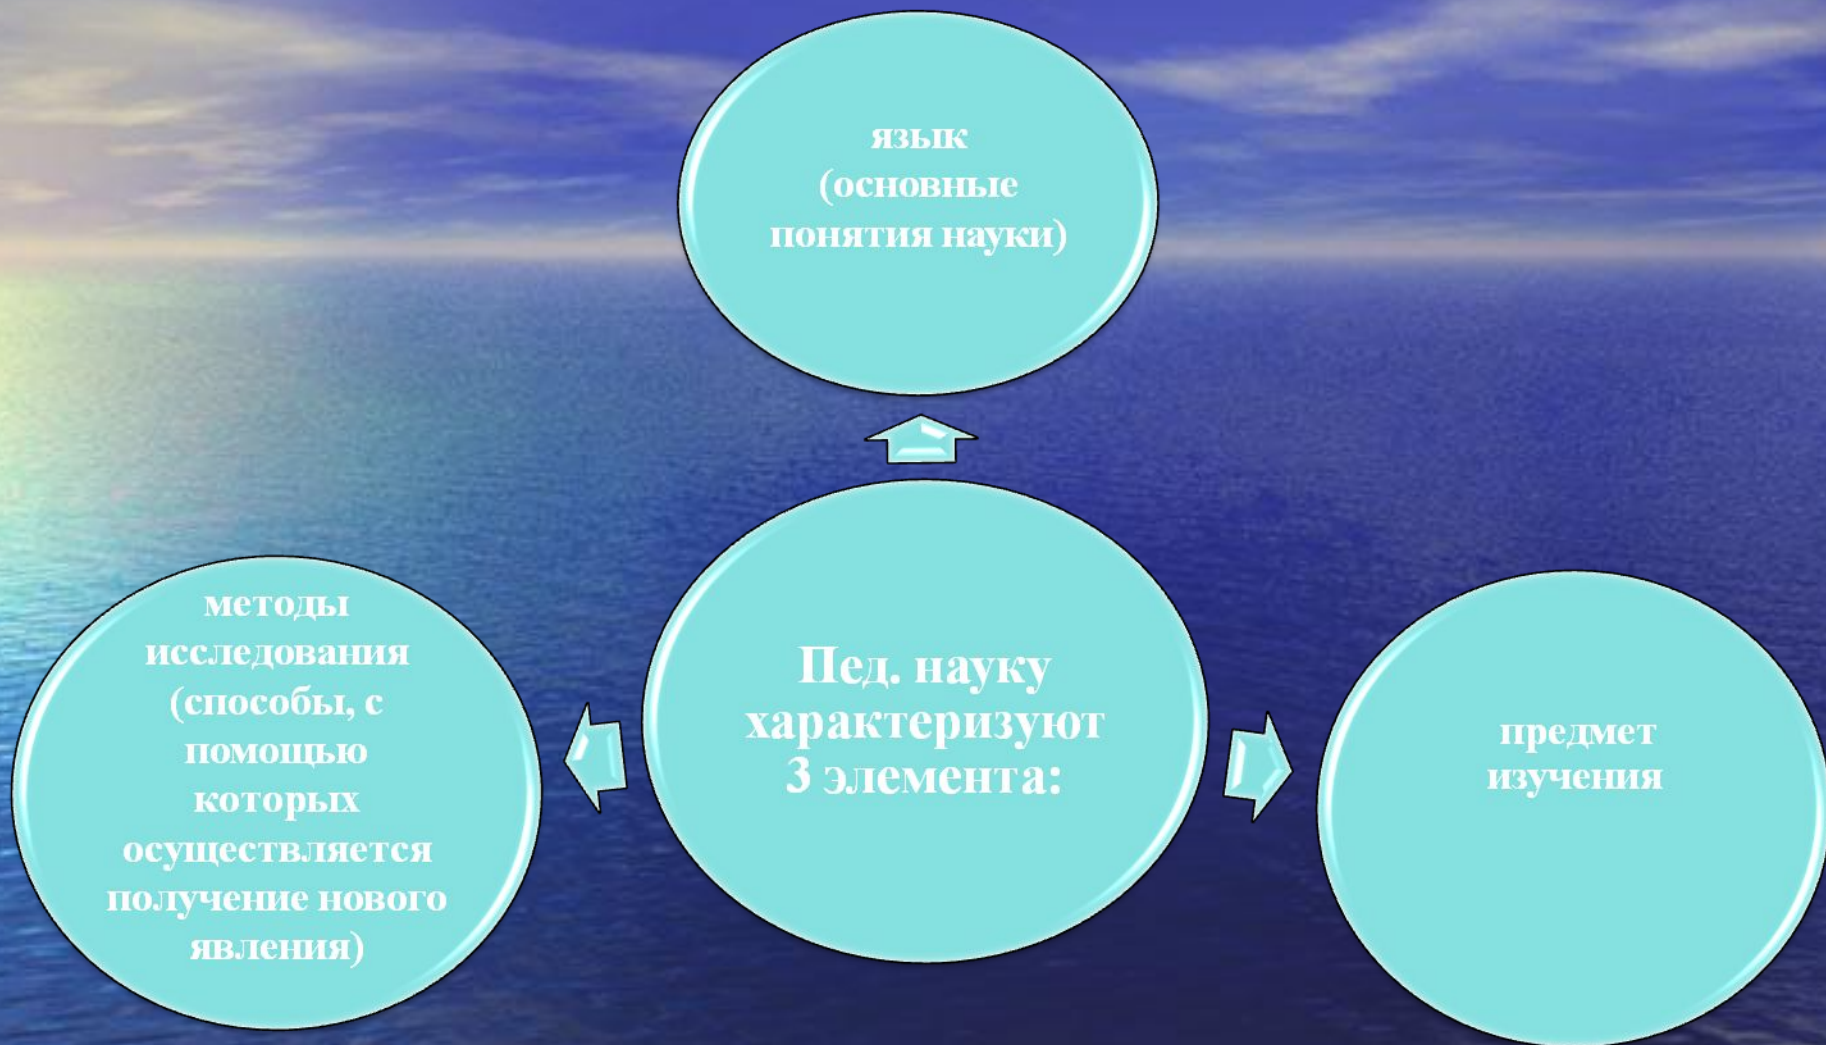 язык
(основные
понятия науки)
Пед. науку
характеризуют
3 элемента:
методы
исследования
(способы, с
помощью
которых
осуществляется
получение нового
явления)
предмет
изучения